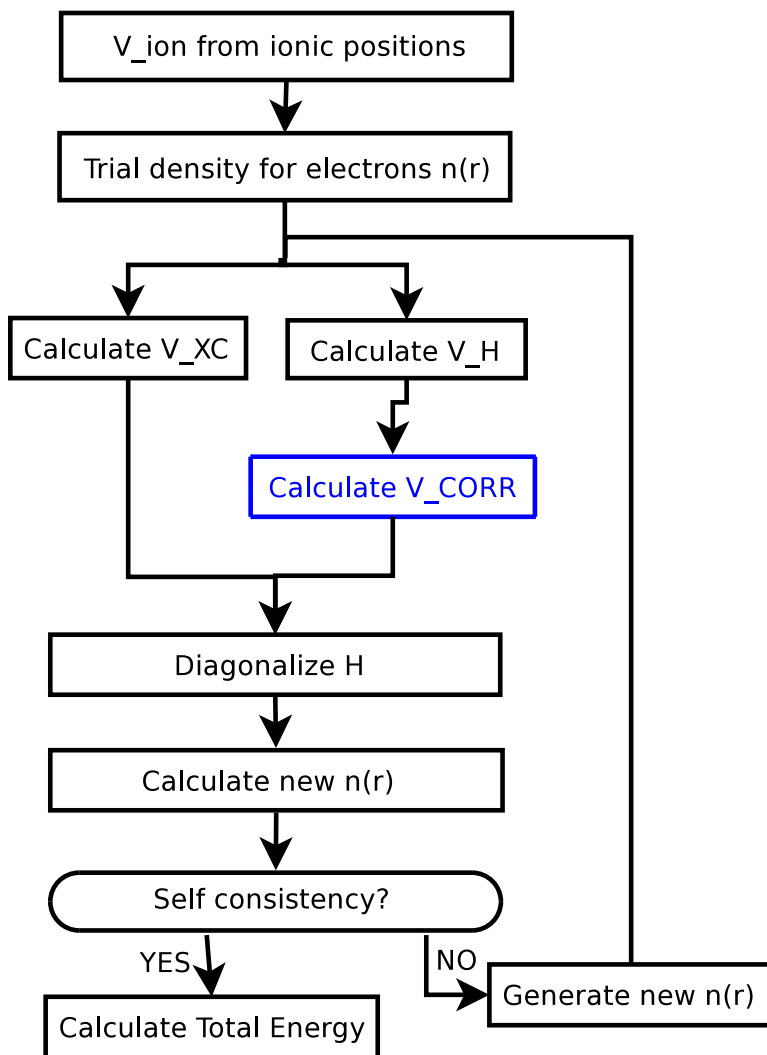 V_ion from ionic positions
Trial density for electrons n(r)
Calculate V_XC
Calculate V_H
Calculate V_CORR
Diagonalize H
Calculate new n(r)
Self consistency?
YES
NO
Generate new n(r)
Calculate Total Energy